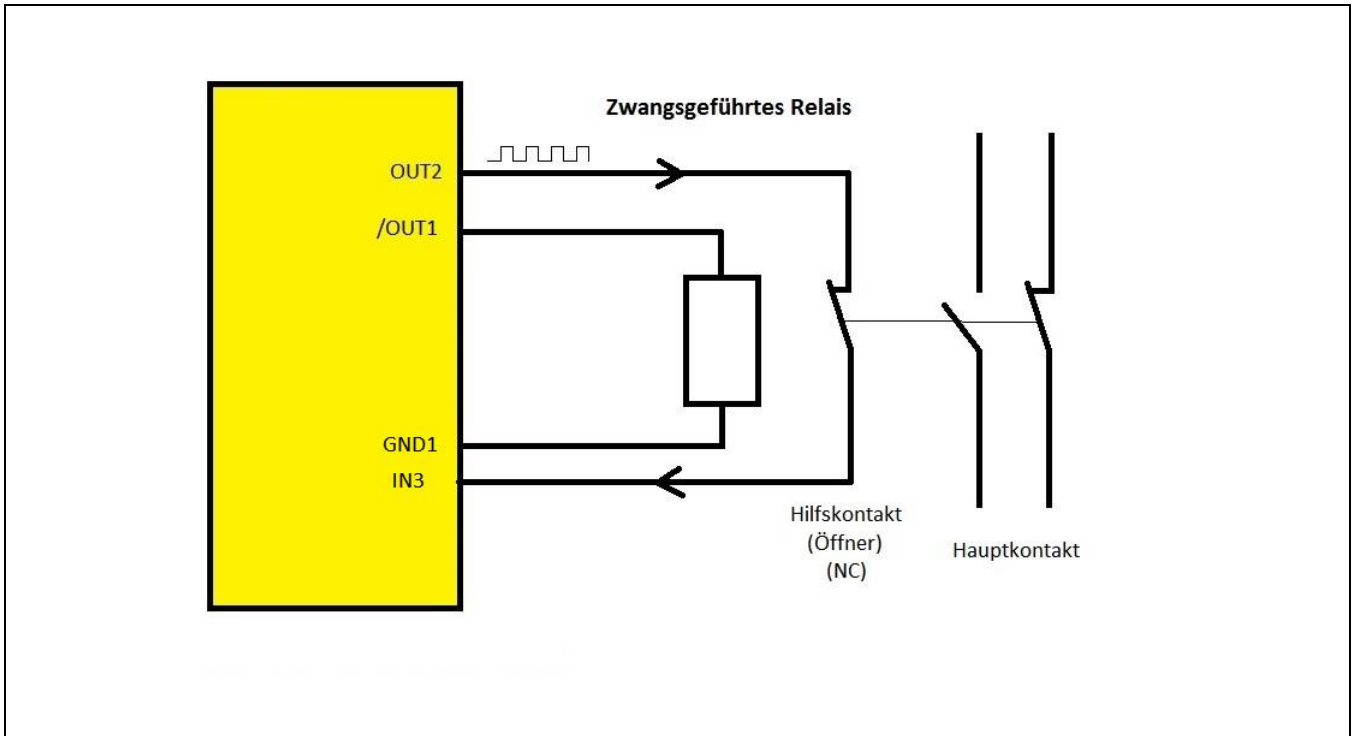 Zwangsgeführtes Relais
OUT2
/OUT1
GND1
IN3
Hilfskontakt
(Öffner)
(NC)
Hauptkontakt